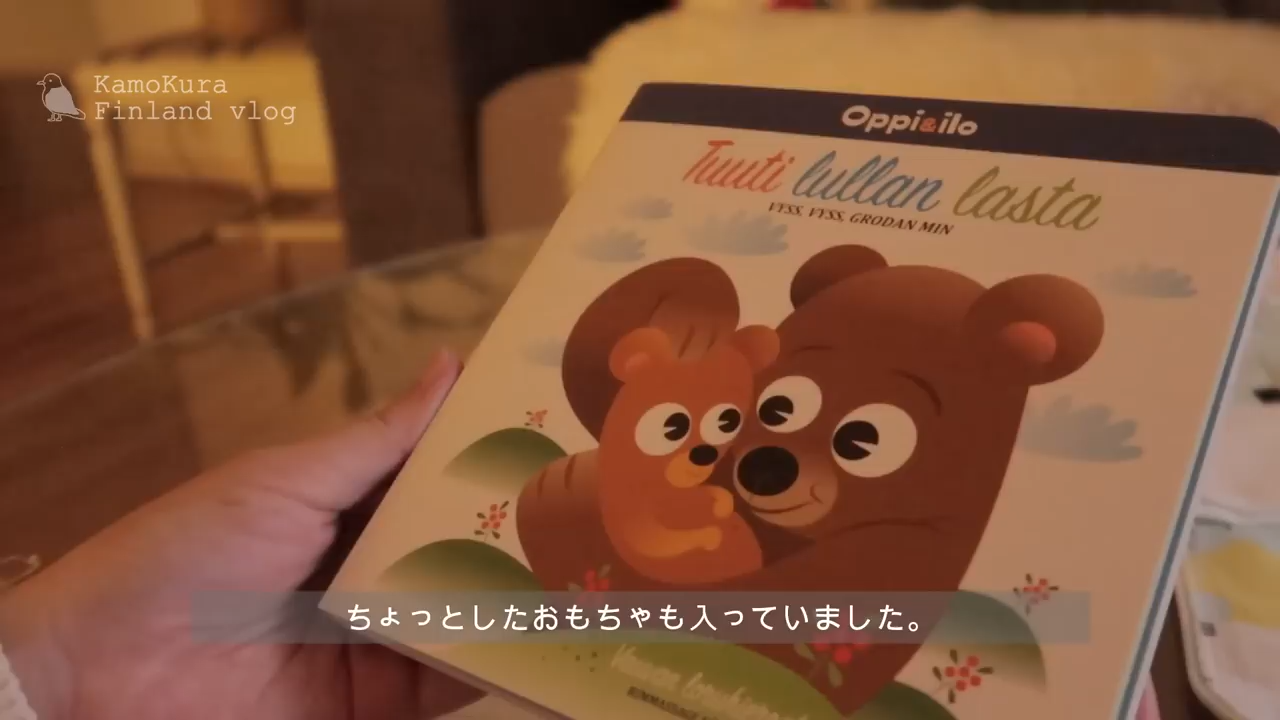 KamoKura
Finland vlog
Oppi&ilo
Tuuti lullan lasta
VYSS, VYSS, GRODAN MIN
ちょっとしたおもちゃも入っていました。